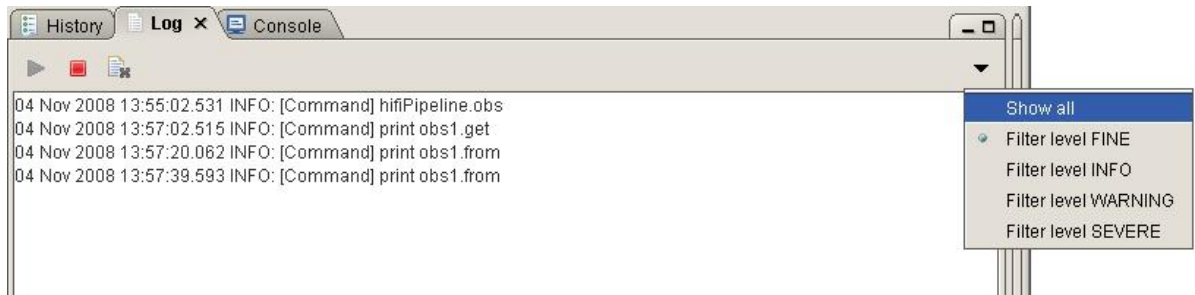 History Log Console
04 Nov 2008 13:55:02.531 INFO: [Command] hifiPipeline.obs
04 Nov 2008 13:57:02.515 INFO: [Command] print obs1.get
04 Nov 2008 13:57:20.062 INFO: [Command] print obs1.from
04 Nov 2008 13:57:39.593 INFO: [Command] print obs1.from
Show all
Filter level FINE
Filter level INFO
Filter level WARNING
Filter level SEVERE